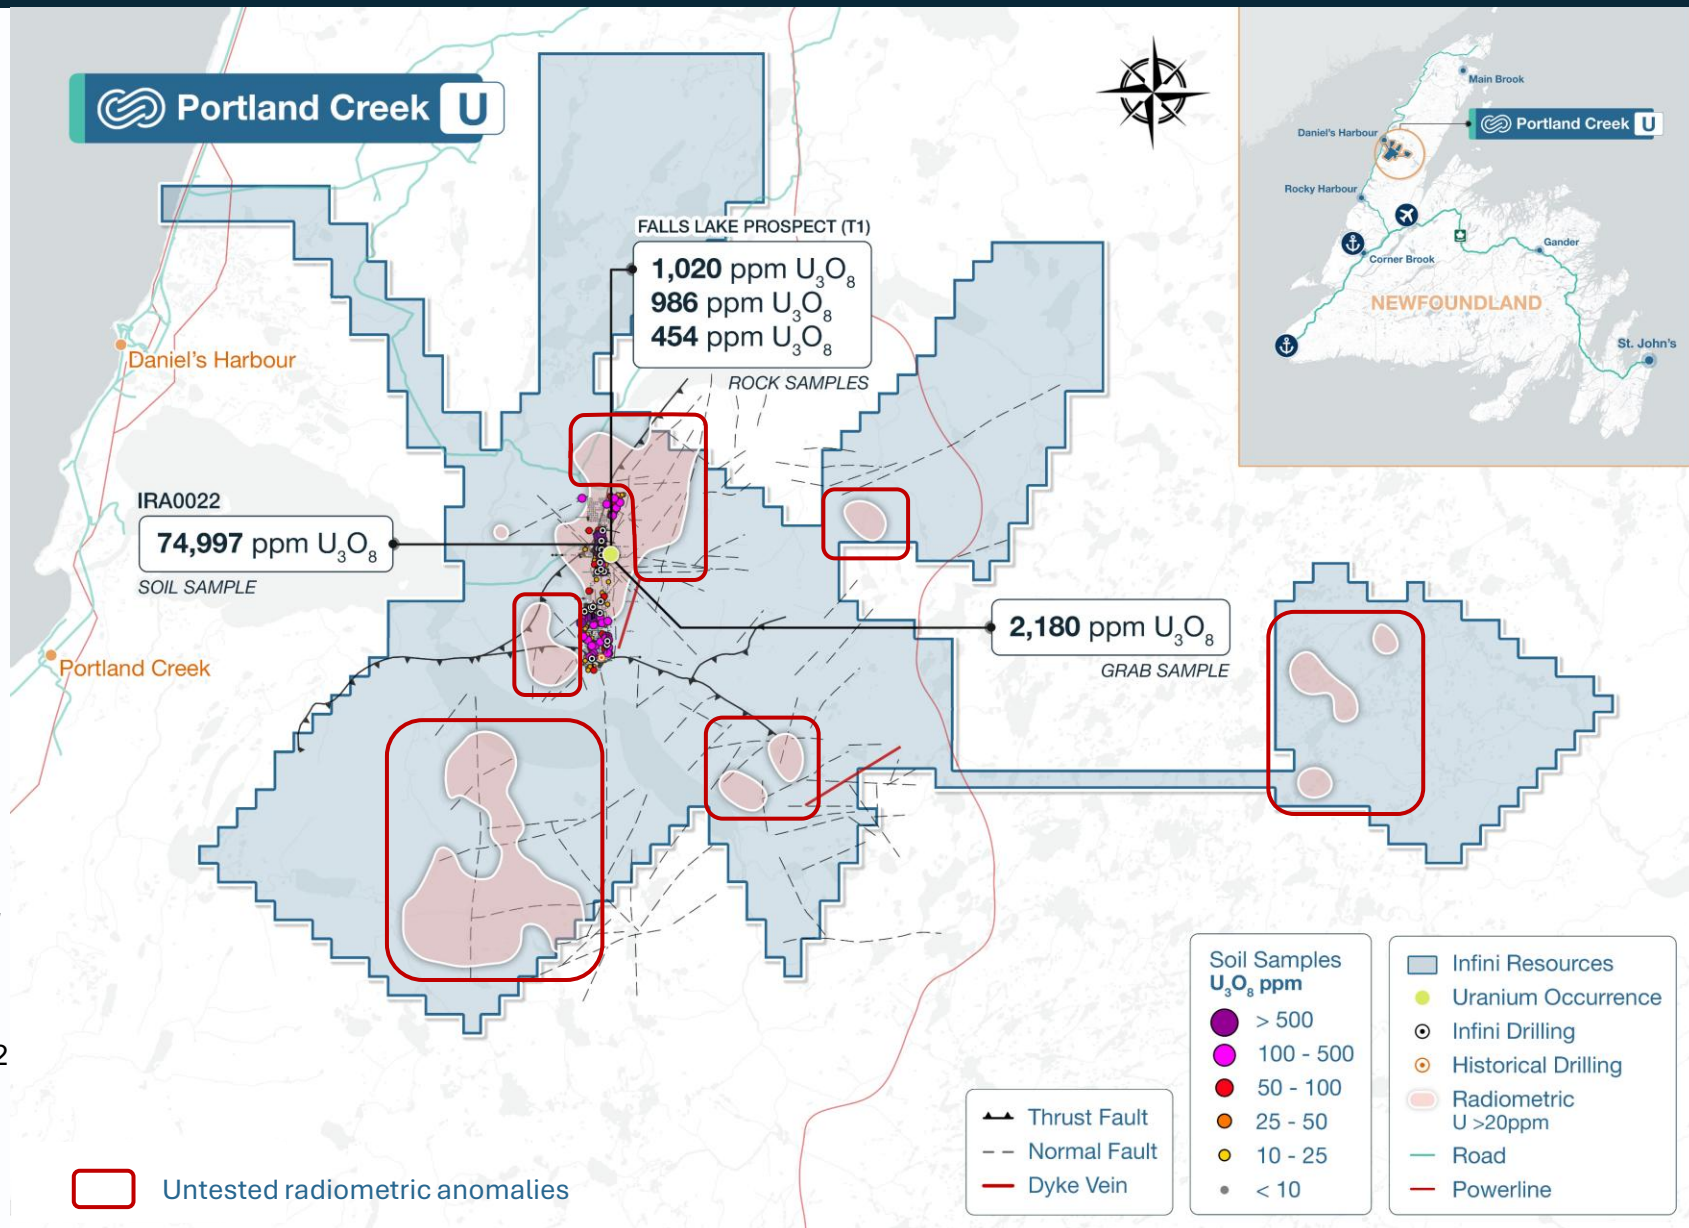 Portland Creek U
Main Brook
Portland Creek U
Daniel's Harbour
Rocky Harbour
Gander
Corner Brook
NEWFOUNDLAND
St. John's
FALLS LAKE PROSPECT (T1)
1,020 ppm U₃O₈
986 ppm U₃O₈
454 ppm U₃O₈
ROCK SAMPLES
Daniel's Harbour
IRA0022
74,997 ppm U₃O₈
SOIL SAMPLE
2,180 ppm U₃O₈
GRAB SAMPLE
Portland Creek
2
Soil Samples
U₃O₈ ppm
> 500
100 - 500
50 - 100
25 - 50
10 - 25
< 10
Infini Resources
Uranium Occurrence
Infini Drilling
Historical Drilling
Radiometric
U >20ppm
Road
Powerline
Thrust Fault
Normal Fault
Dyke Vein
Untested radiometric anomalies